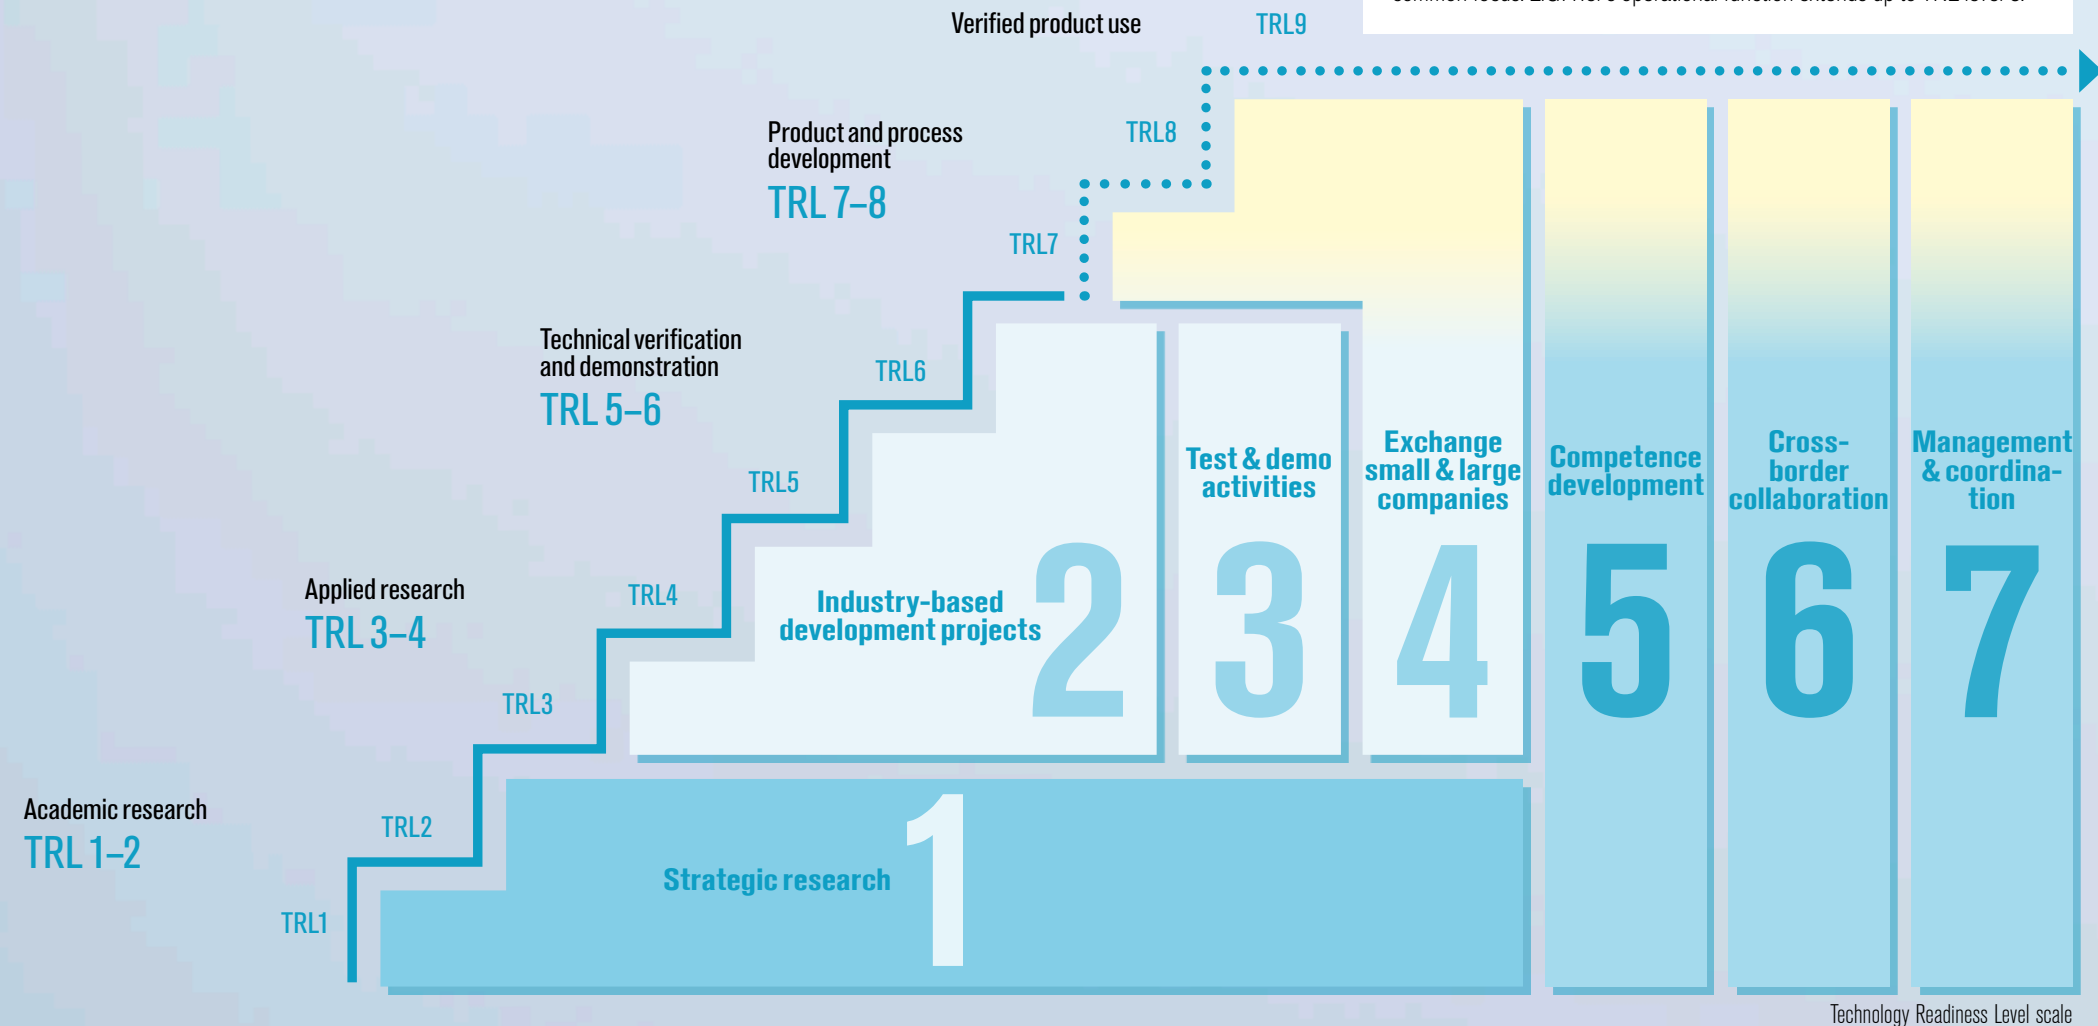 Verified product use
TRL9
Product and process
development
TRL 7–8
TRL8
TRL7
Technical verification
and demonstration
TRL 5–6
TRL6
TRL5
Applied research
TRL 3–4
TRL4
TRL3
Academic research
TRL 1–2
TRL2
TRL1
Strategic research
1
Industry-based
development projects
2
Test & demo
activities
3
Exchange
small & large
companies
4
Competence
development
5
Cross-
border
collaboration
6
Management
& coordina-
tion
7
Technology Readiness Level scale